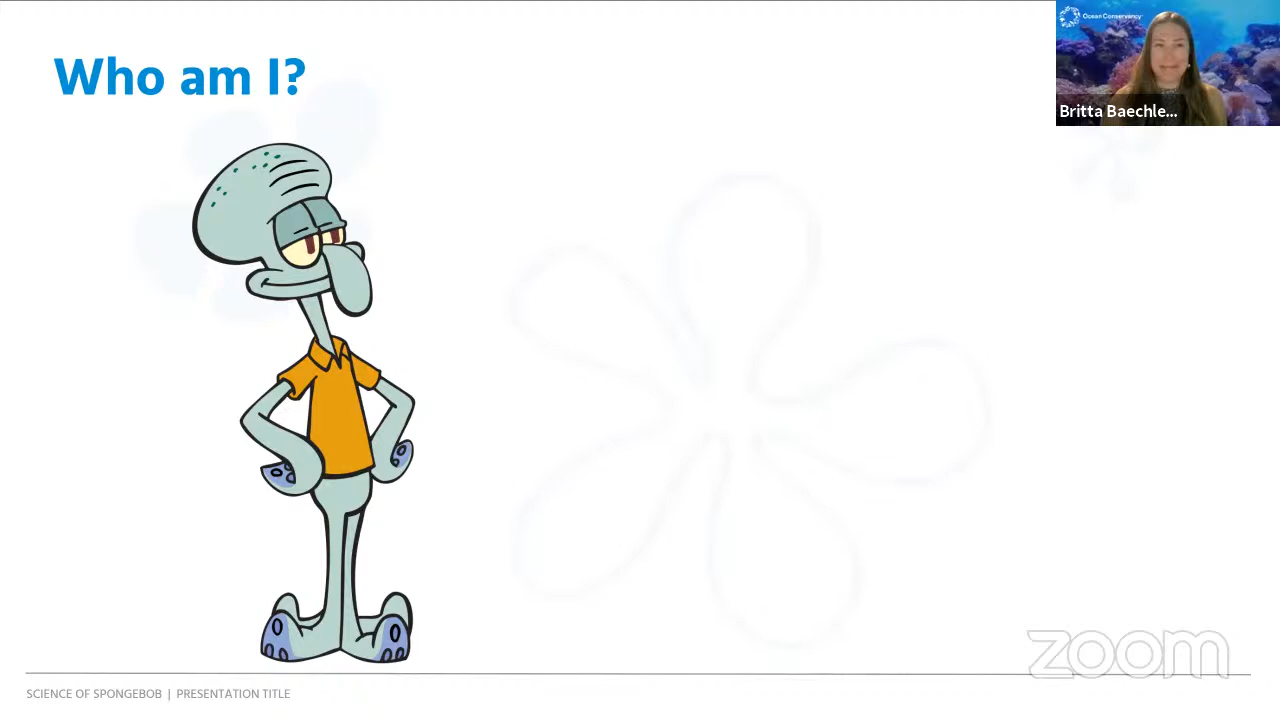 Who am I?
Ocean Conservancy
Britta Baechle...
zoom
SCIENCE OF SPONGEBOB | PRESENTATION TITLE